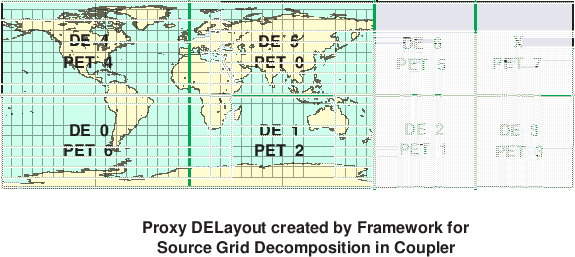 DE 4 DE 5 DE 6 X
PET 4 PET 0 PET 5 PET 7
DE 0 DE 1 DE 2 DE 3
PET 6 PET 2 PET 1 PET 3
Proxy DELayout created by Framework for
Source Grid Decomposition in Coupler